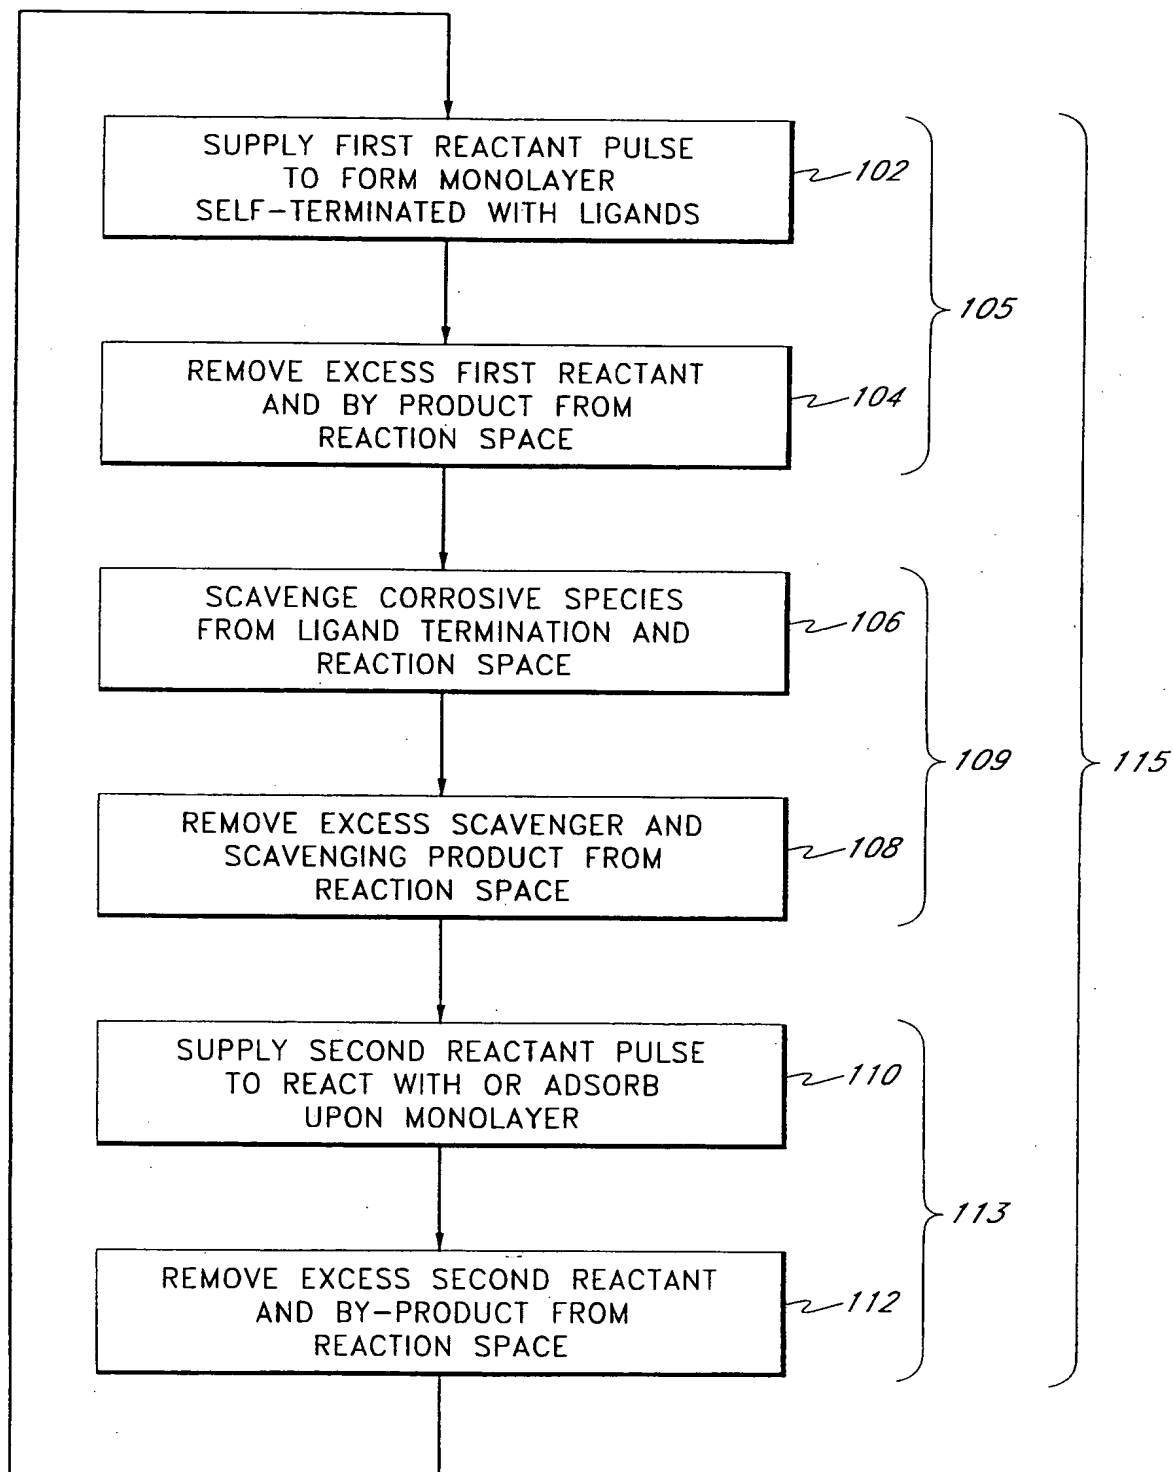 SUPPLY FIRST REACTANT PULSE
TO FORM MONOLAYER
SELF-TERMINATED WITH LIGANDS
102
105
REMOVE EXCESS FIRST REACTANT
AND BY PRODUCT FROM
REACTION SPACE
104
SCAVENGE CORROSIVE SPECIES
FROM LIGAND TERMINATION AND
REACTION SPACE
106
109
115
REMOVE EXCESS SCAVENGER AND
SCAVENGING PRODUCT FROM
REACTION SPACE
108
SUPPLY SECOND REACTANT PULSE
TO REACT WITH OR ADSORB
UPON MONOLAYER
110
113
REMOVE EXCESS SECOND REACTANT
AND BY-PRODUCT FROM
REACTION SPACE
112